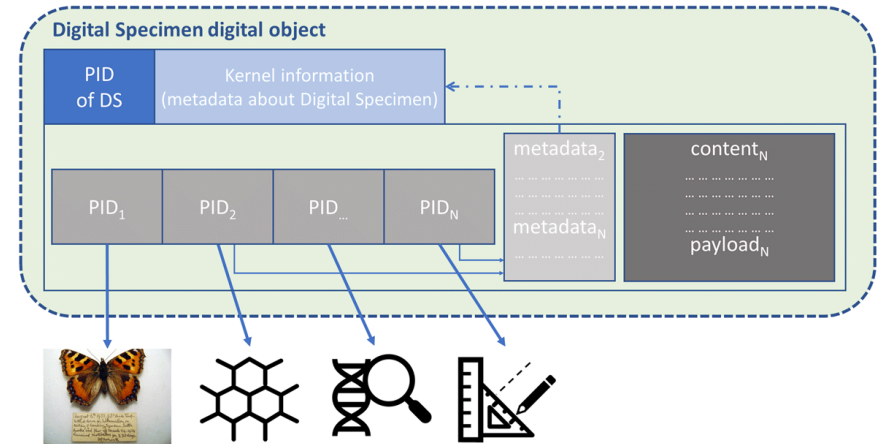 Digital Specimen digital object
PID
of DS
Kernel information
(metadata about Digital Specimen)
PID1
PID2
PID...
PIDN
metadata2
... ... ... ... ... ... ...
... ... ... ... ... ... ...
... ... ... ... ... ... ...
metadataN
... ... ... ... ... ... ...
contentN
... ... ... ... ... ... ...
... ... ... ... ... ... ...
... ... ... ... ... ... ...
... ... ... ... ... ... ...
payloadN